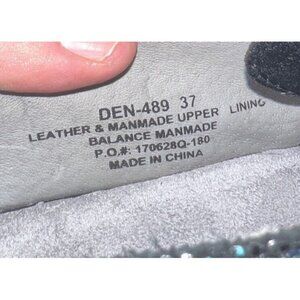 DEN-489 37
LEATHER & MANMADE UPPER LINING
BALANCE MANMADE
P.O.#: 170628Q-180
MADE IN CHINA